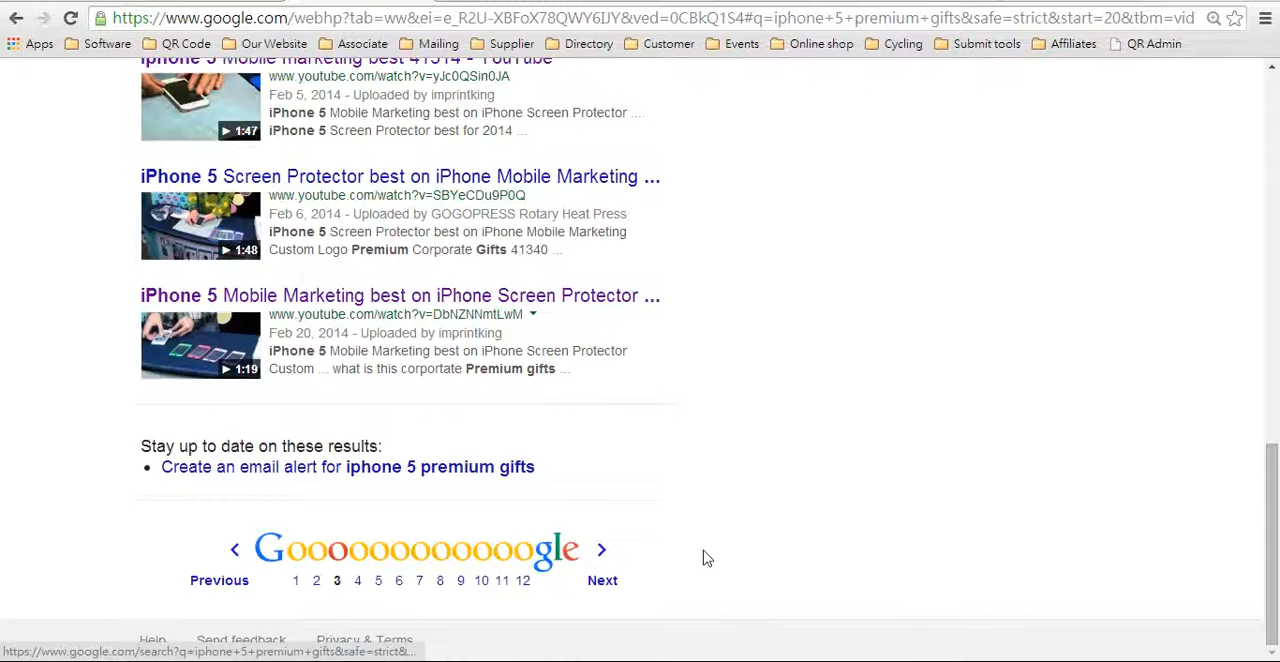 https://www.google.com/webhp?tab=ww&ei=e_R2U-XBFoX78QWY6IJY&ved=0CBkQ1S4#q=iphone+5+premium+gifts&safe=strict&start=20&tbm=vid
Apps Software QR Code Our Website Associate Mailing Supplier Directory Customer Events Online shop Cycling Submit tools Affiliates QR Admin
iPhone 5 Mobile marketing best 41514 - YouTube
www.youtube.com/watch?v=yJc0QSin0JA
Feb 5, 2014 - Uploaded by imprintking
iPhone 5 Mobile Marketing best on iPhone Screen Protector ...
1:47 iPhone 5 Screen Protector best for 2014 ...
iPhone 5 Screen Protector best on iPhone Mobile Marketing ...
www.youtube.com/watch?v=SBYeCDu9P0Q
Feb 6, 2014 - Uploaded by GOGOPRESS Rotary Heat Press
iPhone 5 Screen Protector best on iPhone Mobile Marketing
1:48 Custom Logo Premium Corporate Gifts 41340 ...
iPhone 5 Mobile Marketing best on iPhone Screen Protector ...
www.youtube.com/watch?v=DbNZNNmtLwM
Feb 20, 2014 - Uploaded by imprintking
iPhone 5 Mobile Marketing best on iPhone Screen Protector
1:19 Custom ... what is this corportate Premium gifts ...
Stay up to date on these results:
• Create an email alert for iphone 5 premium gifts
< Goooooooooooogle >
Previous 1 2 3 4 5 6 7 8 9 10 11 12 Next
Help Send feedback Privacy & Terms
https://www.google.com/search?q=iphone+5+premium+gifts&safe=strict&...